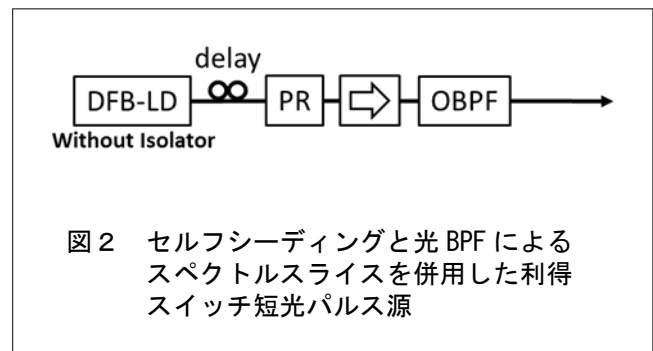 delay
DFB-LD
PR
OBPF
Without Isolator
図２ セルフシーディングと光 BPF による
スペクトルスライスを併用した利得
スイッチ短光パルス源